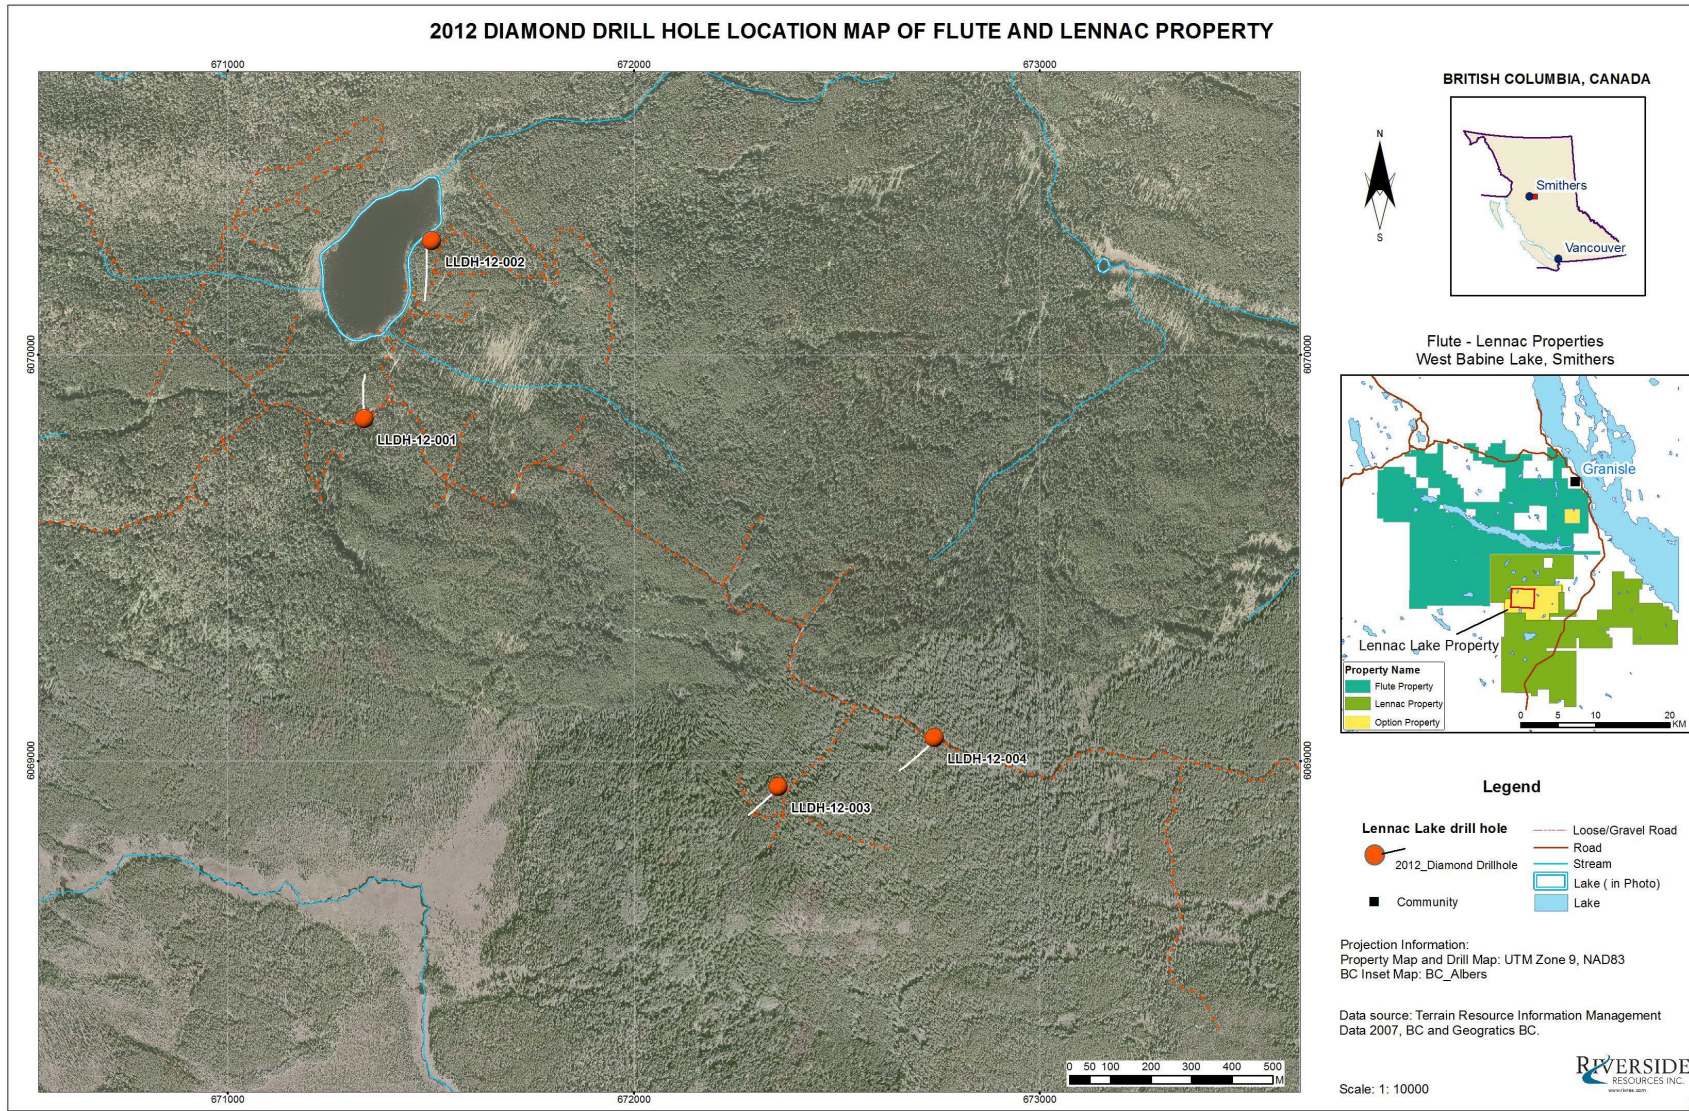 2012 DIAMOND DRILL HOLE LOCATION MAP OF FLUTE AND LENNAC PROPERTY
671000
672000
673000
6070000
6070000
6069000
6069000
LLDH-12-002
LLDH-12-001
LLDH-12-004
LLDH-12-003
0 50 100 200 300 400 500
M
671000
672000
673000
BRITISH COLUMBIA, CANADA
N
S
Smithers
Vancouver
Flute - Lennac Properties
West Babine Lake, Smithers
Granisle
Lennac Lake Property
Property Name
Flute Property
Lennac Property
Option Property
0 5 10 20
KM
Legend
Lennac Lake drill hole
2012_Diamond Drillhole
Community
Loose/Gravel Road
Road
Stream
Lake ( in Photo)
Lake
Projection Information:
Property Map and Drill Map: UTM Zone 9, NAD83
BC Inset Map: BC_Albers
Data source: Terrain Resource Information Management
Data 2007, BC and Geogratics BC.
Scale: 1: 10000
RIVERSIDE
RESOURCES INC.
www.rivres.com